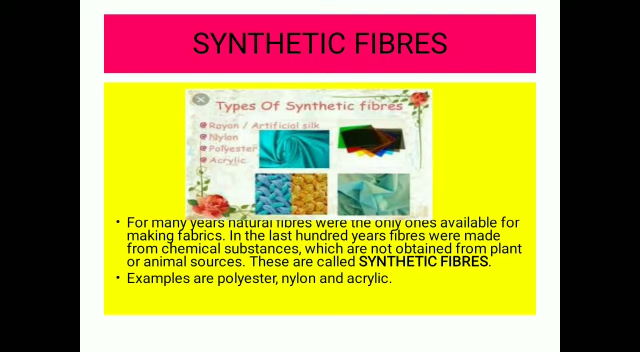 SYNTHETIC FIBRES
Types Of Synthetic fibres
Rayon / Artificial silk
Nylon
Polyester
Acrylic
• For many years natural fibres were the only ones available for
making fabrics. In the last hundred years fibres were made
from chemical substances, which are not obtained from plant
or animal sources. These are called SYNTHETIC FIBRES.
• Examples are polyester, nylon and acrylic.